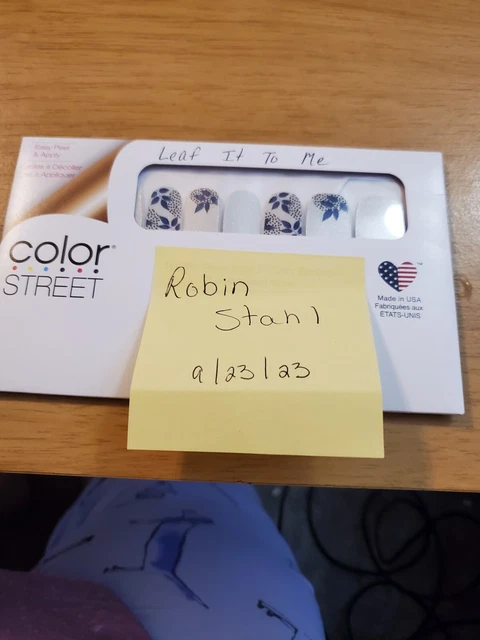 Easy Peel
& Apply
Leaf It To Me
color®
STREET
Made in USA
Fabriquées aux
ÉTATS-UNIS
Robin
Stahl
9/23/23